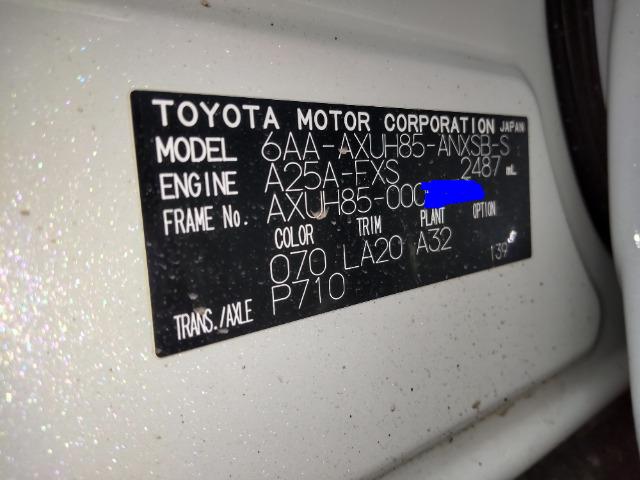 TOYOTA MOTOR CORPORATION JAPAN
MODEL 6AA-AXUH85-ANXSB-S
ENGINE A25A-FXS 2487 mL
FRAME No. AXUH85-000
COLOR TRIM PLANT OPTION
070 LA20 A32
139
TRANS./AXLE P710